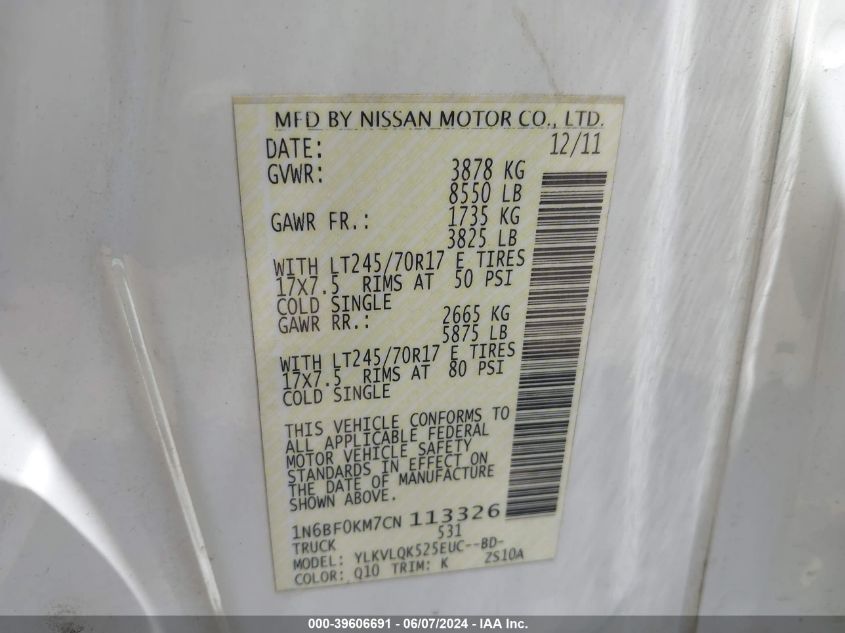 MFD BY NISSAN MOTOR CO., LTD.
DATE: 12/11
GVWR: 3878 KG
8550 LB
GAWR FR.: 1735 KG
3825 LB
WITH LT245/70R17 E TIRES
17X7.5 RIMS AT 50 PSI
COLD SINGLE
GAWR RR.: 2665 KG
5875 LB
WITH LT245/70R17 E TIRES
17X7.5 RIMS AT 80 PSI
COLD SINGLE
THIS VEHICLE CONFORMS TO
ALL APPLICABLE FEDERAL
MOTOR VEHICLE SAFETY
STANDARDS IN EFFECT ON
THE DATE OF MANUFACTURE
SHOWN ABOVE.
1N6BF0KM7CN 113326
TRUCK 531
MODEL: YLKVLQK525EUC--BD-
COLOR: Q10 TRIM: K ZS10A
000-39606691 - 06/07/2024 - IAA Inc.